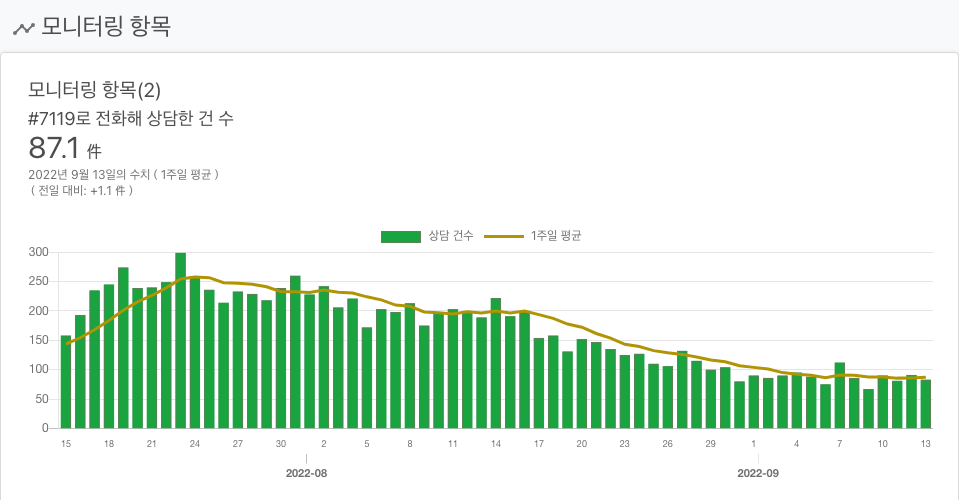 모니터링 항목
모니터링 항목(2)
#7119로 전화해 상담한 건 수
87.1 件
2022년 9월 13일의 수치 ( 1주일 평균 )
( 전일 대비: +1.1 件 )
상담 건수 1주일 평균
300
250
200
150
100
50
0
15 18 21 24 27 30 2 5 8 11 14 17 20 23 26 29 1 4 7 10 13
2022-08 2022-09